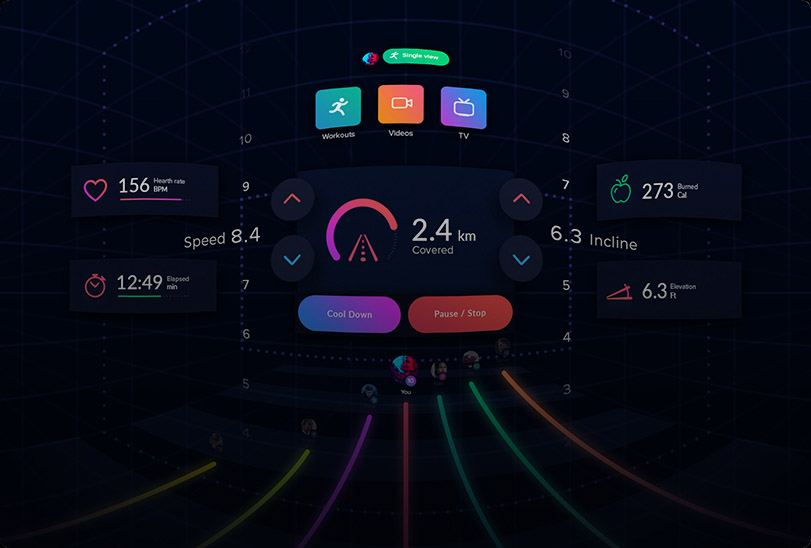 Single view
Workouts
Videos
TV
10
9
8
7
6.3 Incline
5
4
3
11
10
9
Speed 8.4
7
6
5
4
156
Hearth rate
BPM
12:49
Elapsed
min
2.4 km
Covered
273
Burned
Cal
6.3
Elevation
Ft
Cool Down
Pause / Stop
10
You